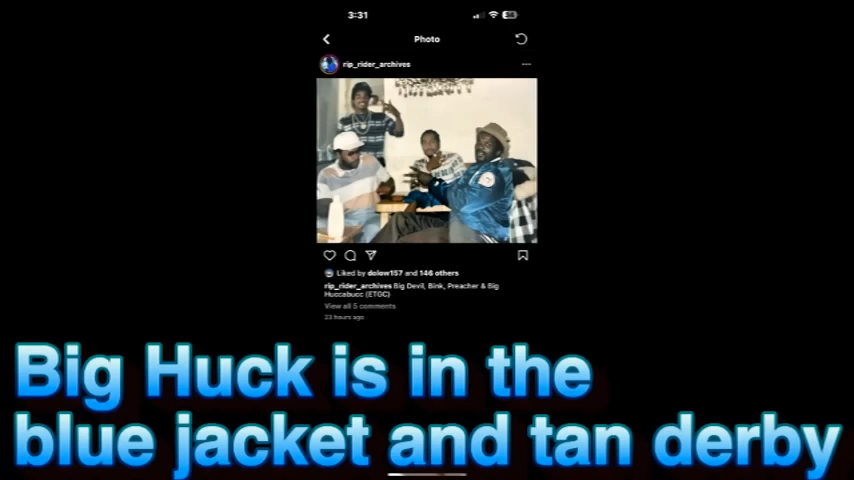 3:31
Photo
rip_rider_archives
Liked by dolow157 and 146 others
rip_rider_archives Big Devil, Bink, Preacher & Big
Huccabucc (ETGC)
View all 5 comments
23 hours ago
Big Huck is in the
blue jacket and tan derby